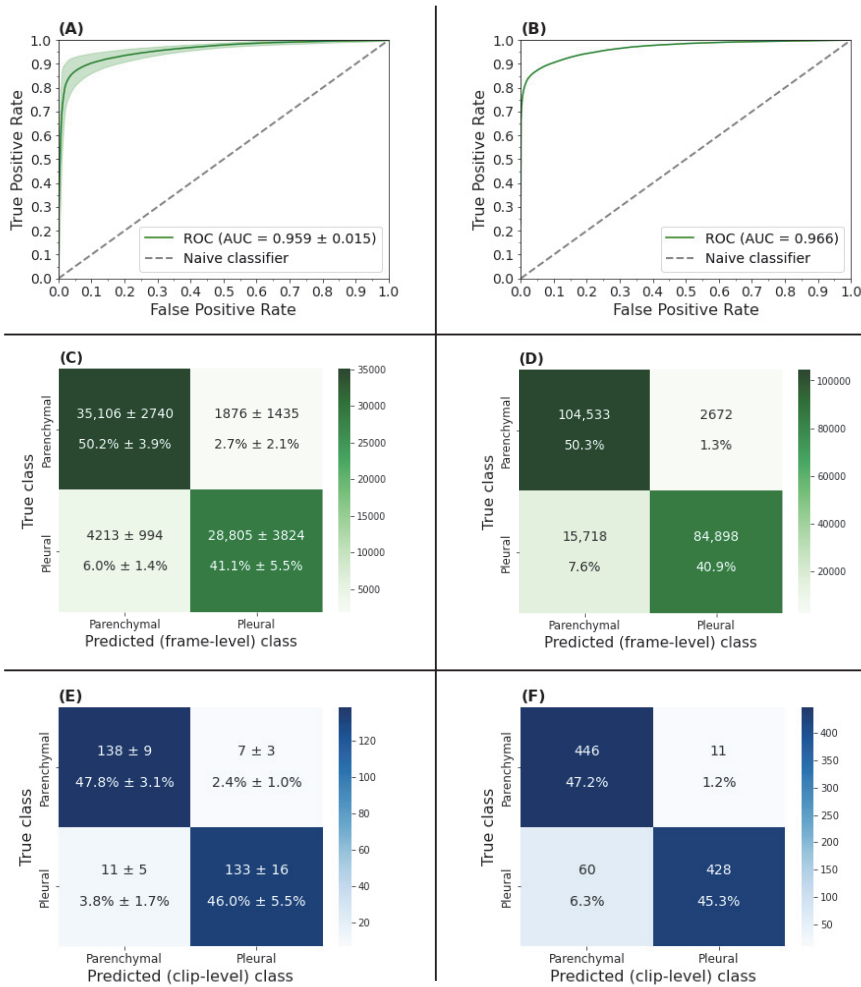 (A)
1.0
0.9
0.8
0.7
0.6
0.5
0.4
0.3
0.2
0.1
0.0
True Positive Rate
ROC (AUC = 0.959 ± 0.015)
Naive classifier
0.0 0.1 0.2 0.3 0.4 0.5 0.6 0.7 0.8 0.9 1.0
False Positive Rate
(B)
1.0
0.9
0.8
0.7
0.6
0.5
0.4
0.3
0.2
0.1
0.0
True Positive Rate
ROC (AUC = 0.966)
Naive classifier
0.0 0.1 0.2 0.3 0.4 0.5 0.6 0.7 0.8 0.9 1.0
False Positive Rate
(C)
True class
Parenchymal
35,106 ± 2740 1876 ± 1435
50.2% ± 3.9% 2.7% ± 2.1%
Pleural
4213 ± 994 28,805 ± 3824
6.0% ± 1.4% 41.1% ± 5.5%
Parenchymal Pleural
Predicted (frame-level) class
35000
30000
25000
20000
15000
10000
5000
(D)
True class
Parenchymal
104,533 2672
50.3% 1.3%
Pleural
15,718 84,898
7.6% 40.9%
Parenchymal Pleural
Predicted (frame-level) class
100000
80000
60000
40000
20000
(E)
True class
Parenchymal
138 ± 9 7 ± 3
47.8% ± 3.1% 2.4% ± 1.0%
Pleural
11 ± 5 133 ± 16
3.8% ± 1.7% 46.0% ± 5.5%
Parenchymal Pleural
Predicted (clip-level) class
120
100
80
60
40
20
(F)
True class
Parenchymal
446 11
47.2% 1.2%
Pleural
60 428
6.3% 45.3%
Parenchymal Pleural
Predicted (clip-level) class
400
350
300
250
200
150
100
50